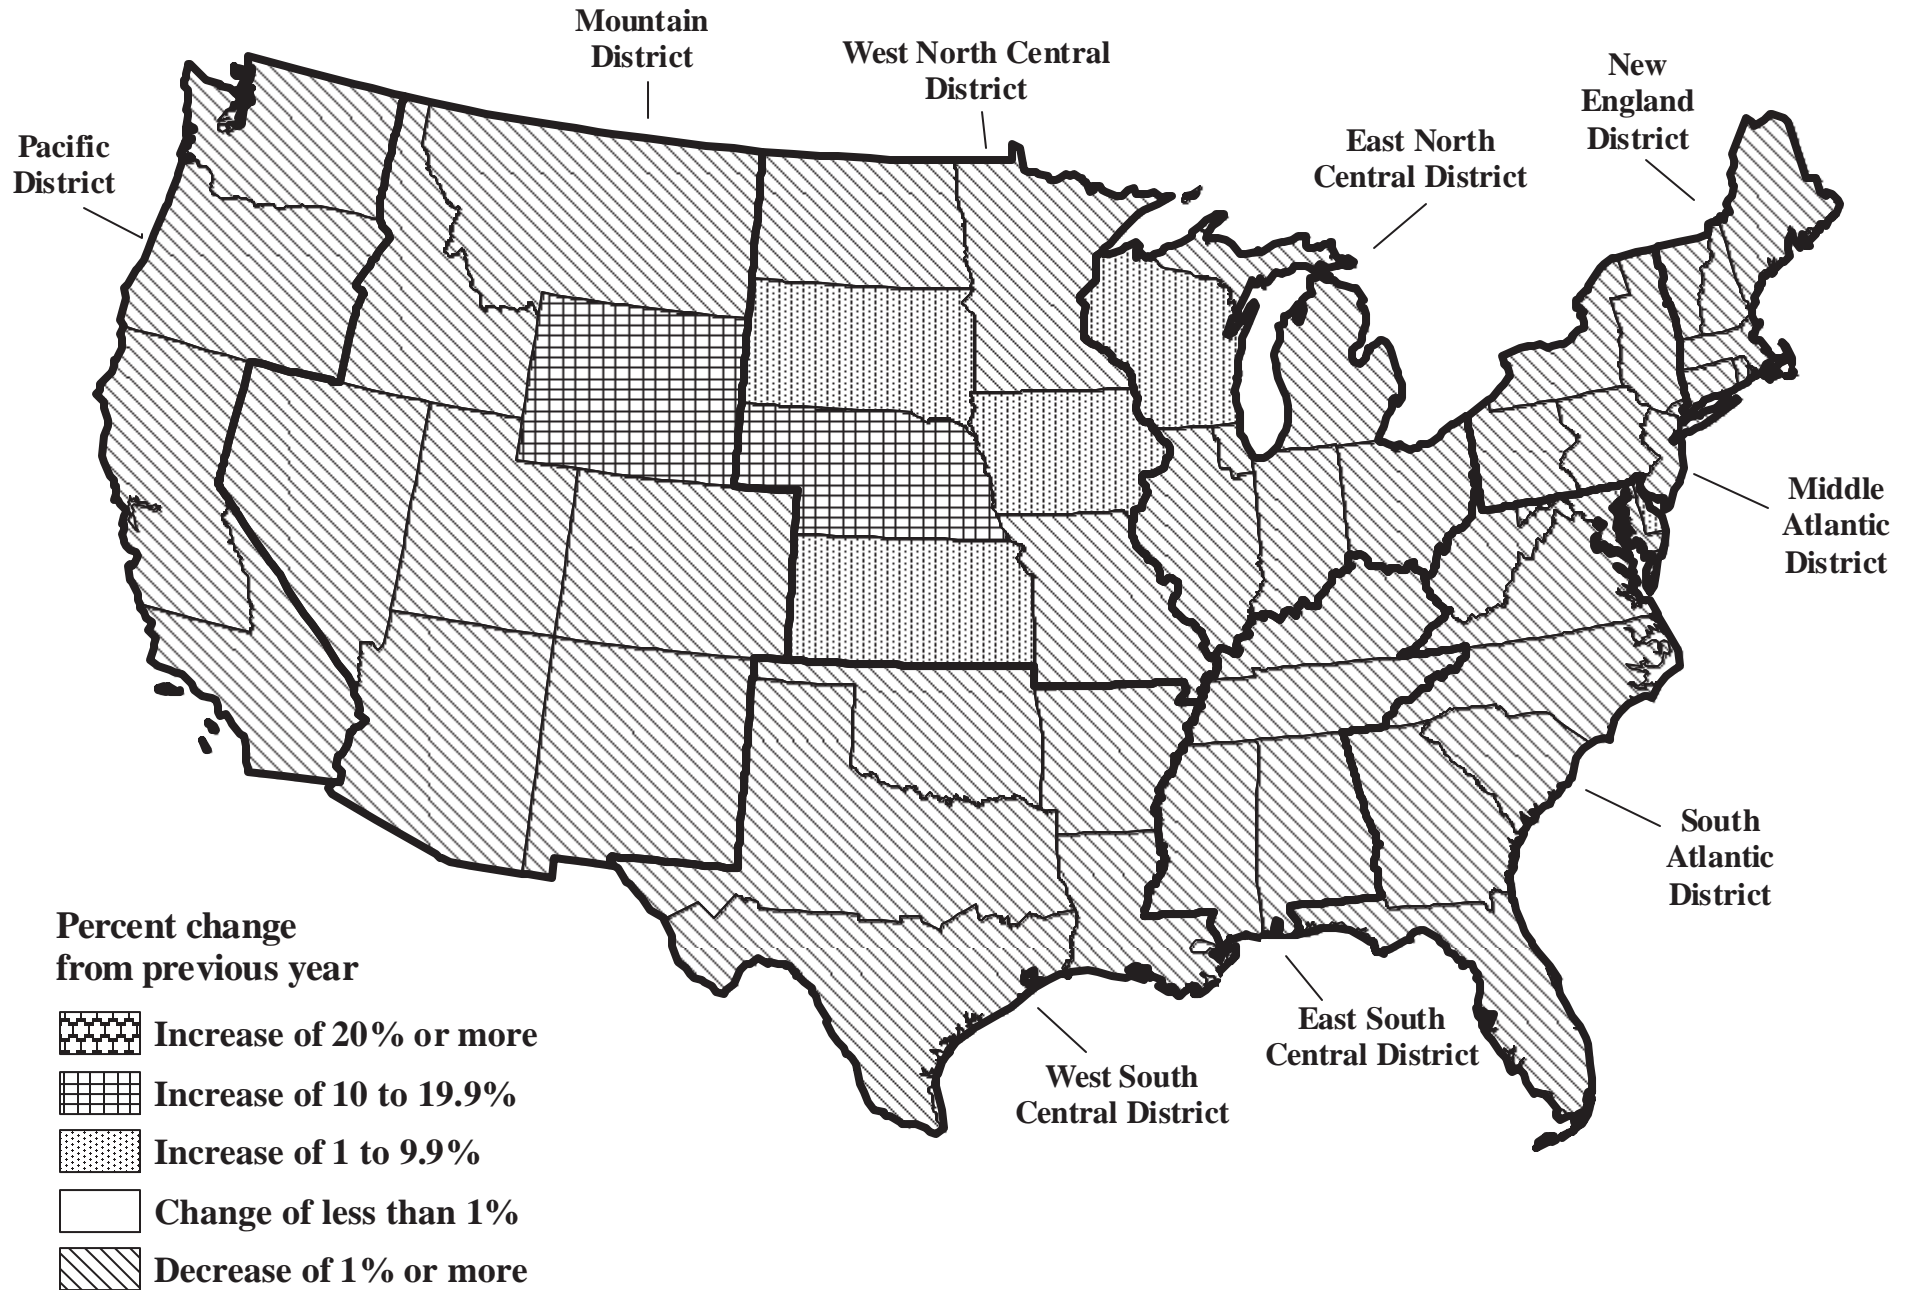 Mountain
District
West North Central
District
New
England
District
East North
Central District
Pacific
District
Middle
Atlantic
District
South
Atlantic
District
East South
Central District
West South
Central District
Percent change
from previous year
Increase of 20% or more
Increase of 10 to 19.9%
Increase of 1 to 9.9%
Change of less than 1%
Decrease of 1% or more